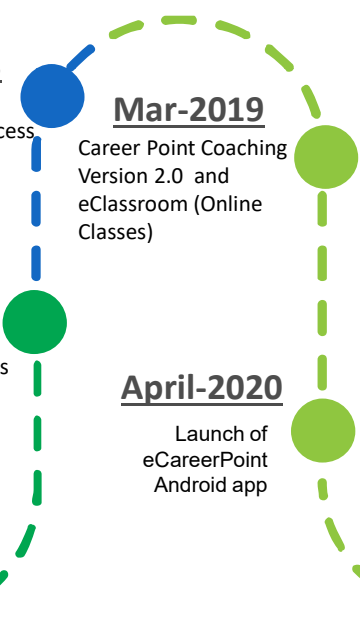 Mar-2019
Career Point Coaching
Version 2.0 and
eClassroom (Online
Classes)
April-2020
Launch of
eCareerPoint
Android app